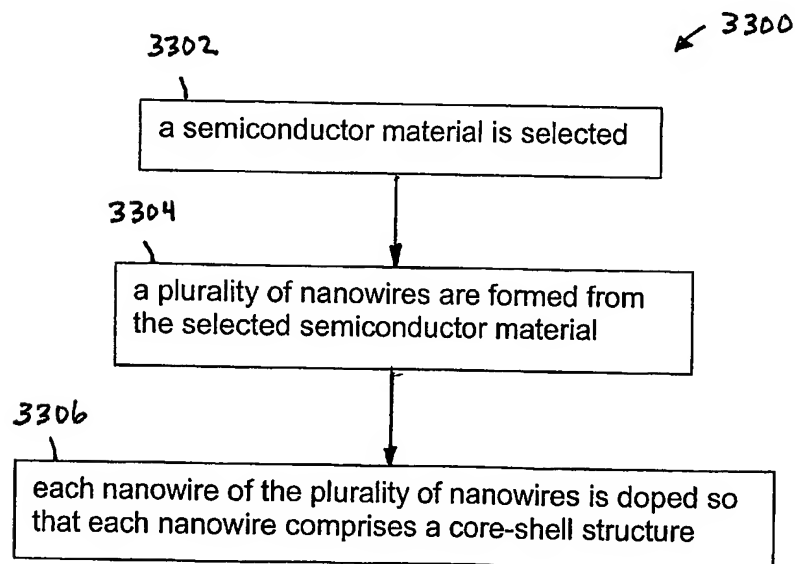 3300
3302
a semiconductor material is selected
3304
a plurality of nanowires are formed from
the selected semiconductor material
3306
each nanowire of the plurality of nanowires is doped so
that each nanowire comprises a core-shell structure